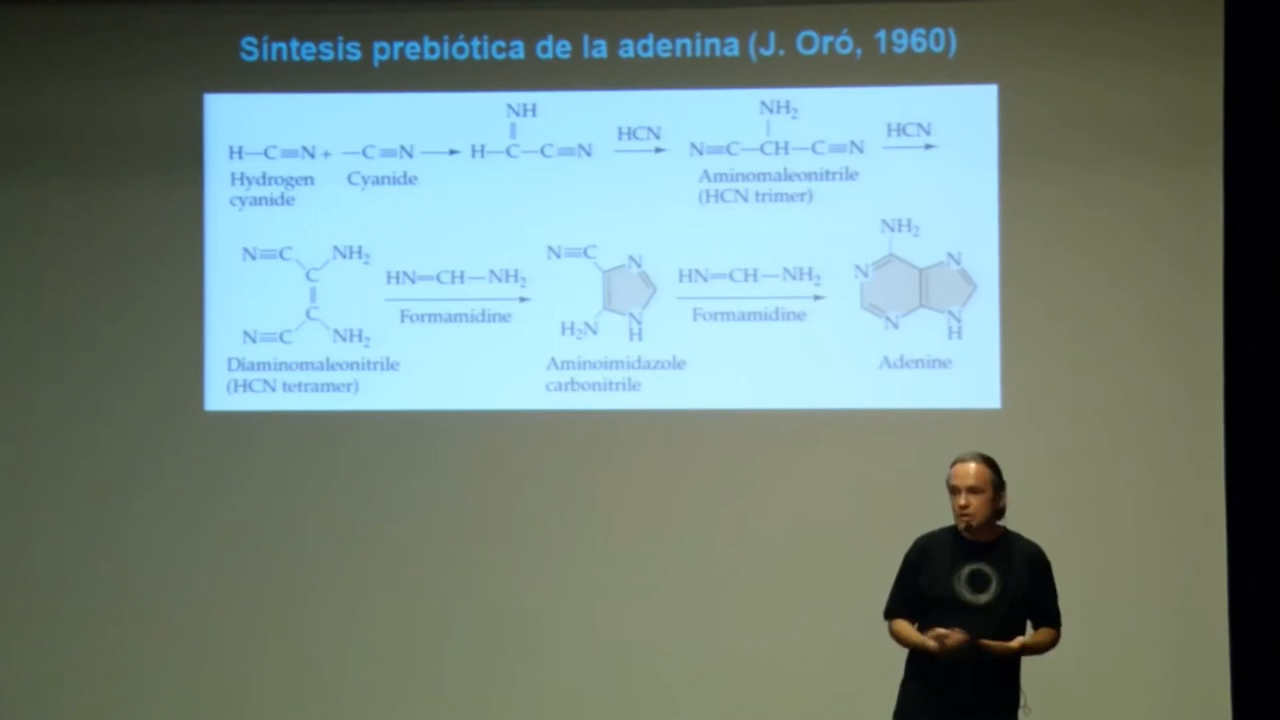 Síntesis prebiótica de la adenina (J. Oró, 1960)
NH
NH₂
HCN
HCN
H—C≡N + —C≡N → H—C—C≡N
N≡C—CH—C≡N
Hydrogen
cyanide
Cyanide
Aminomaleonitrile
(HCN trimer)
NH₂
N≡C
NH₂
C
C
N≡C
NH₂
HN=CH—NH₂
Formamidine
N≡C
N
H₂N
N
H
HN=CH—NH₂
Formamidine
N
N
N
N
H
Diaminomaleonitrile
(HCN tetramer)
Aminoimidazole
carbonitrile
Adenine